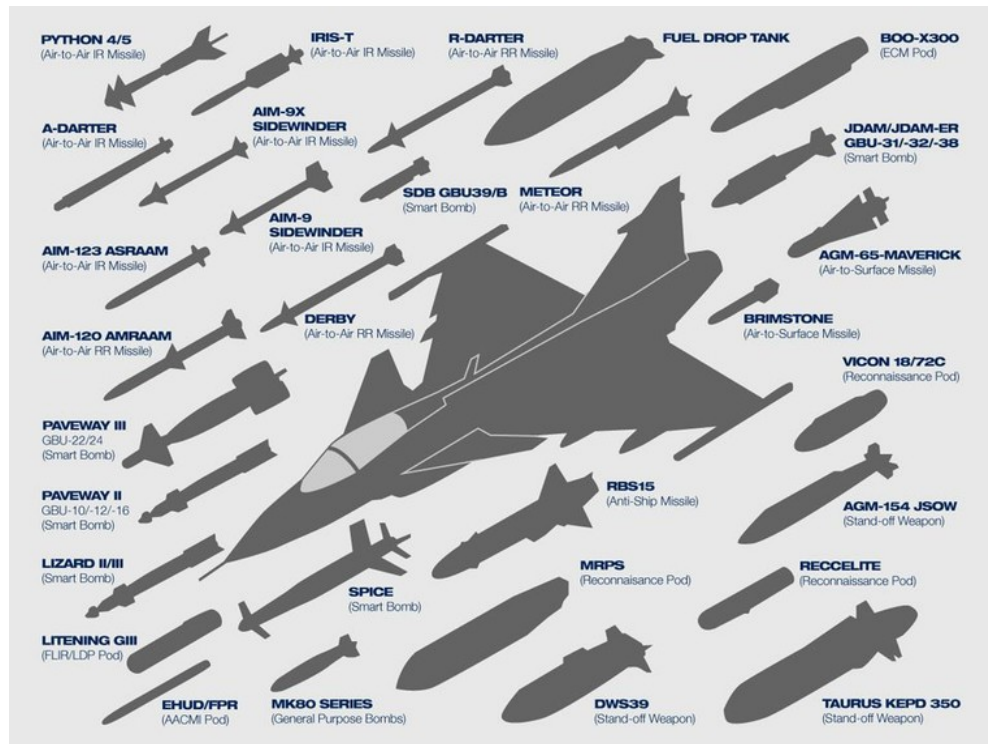 PYTHON 4/5
(Air-to-Air IR Missile)
IRIS-T
(Air-to-Air IR Missile)
R-DARTER
(Air-to-Air RR Missile)
FUEL DROP TANK
BOO-X300
(ECM Pod)
A-DARTER
(Air-to-Air IR Missile)
AIM-9X
SIDEWINDER
(Air-to-Air IR Missile)
JDAM/JDAM-ER
GBU-31/-32/-38
(Smart Bomb)
SDB GBU39/B
(Smart Bomb)
METEOR
(Air-to-Air RR Missile)
AIM-9
SIDEWINDER
(Air-to-Air IR Missile)
AIM-123 ASRAAM
(Air-to-Air IR Missile)
AGM-65-MAVERICK
(Air-to-Surface Missile)
DERBY
(Air-to-Air RR Missile)
BRIMSTONE
(Air-to-Surface Missile)
AIM-120 AMRAAM
(Air-to-Air RR Missile)
VICON 18/72C
(Reconnaissance Pod)
PAVEWAY III
GBU-22/24
(Smart Bomb)
PAVEWAY II
GBU-10/-12/-16
(Smart Bomb)
RBS15
(Anti-Ship Missile)
AGM-154 JSOW
(Stand-off Weapon)
LIZARD II/III
(Smart Bomb)
SPICE
(Smart Bomb)
MRPS
(Reconnaisance Pod)
RECCELITE
(Reconnaissance Pod)
LITENING GIII
(FLIR/LDP Pod)
EHUD/FPR
(AACMI Pod)
MK80 SERIES
(General Purpose Bombs)
DWS39
(Stand-off Weapon)
TAURUS KEPD 350
(Stand-off Weapon)